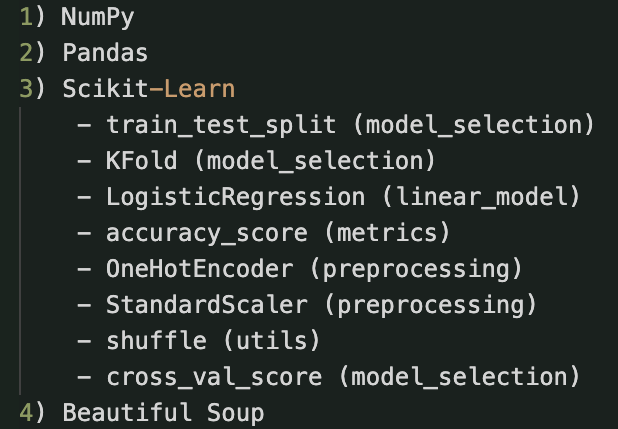 1) NumPy
2) Pandas
3) Scikit-Learn
- train_test_split (model_selection)
- KFold (model_selection)
- LogisticRegression (linear_model)
- accuracy_score (metrics)
- OneHotEncoder (preprocessing)
- StandardScaler (preprocessing)
- shuffle (utils)
- cross_val_score (model_selection)
4) Beautiful Soup